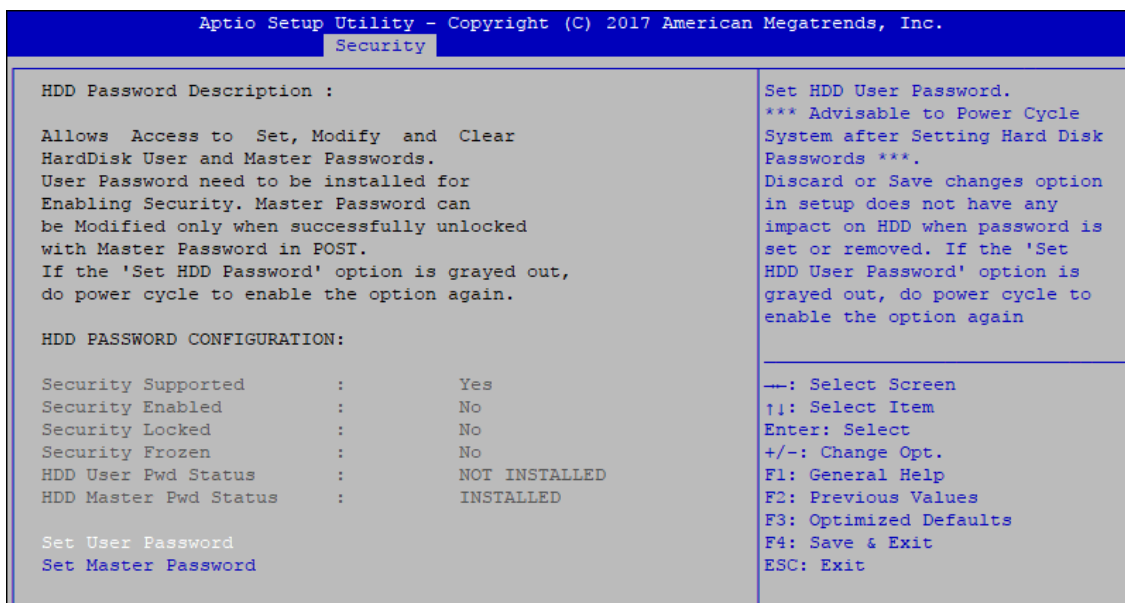 Aptio Setup Utility - Copyright (C) 2017 American Megatrends, Inc.
Security
HDD Password Description :
Allows Access to Set, Modify and Clear
HardDisk User and Master Passwords.
User Password need to be installed for
Enabling Security. Master Password can
be Modified only when successfully unlocked
with Master Password in POST.
If the 'Set HDD Password' option is grayed out,
do power cycle to enable the option again.
HDD PASSWORD CONFIGURATION:
Security Supported : Yes
Security Enabled : No
Security Locked : No
Security Frozen : No
HDD User Pwd Status : NOT INSTALLED
HDD Master Pwd Status : INSTALLED
Set User Password
Set Master Password
Set HDD User Password.
*** Advisable to Power Cycle
System after Setting Hard Disk
Passwords ***.
Discard or Save changes option
in setup does not have any
impact on HDD when password is
set or removed. If the 'Set
HDD User Password' option is
grayed out, do power cycle to
enable the option again
→←: Select Screen
↑↓: Select Item
Enter: Select
+/-: Change Opt.
F1: General Help
F2: Previous Values
F3: Optimized Defaults
F4: Save & Exit
ESC: Exit